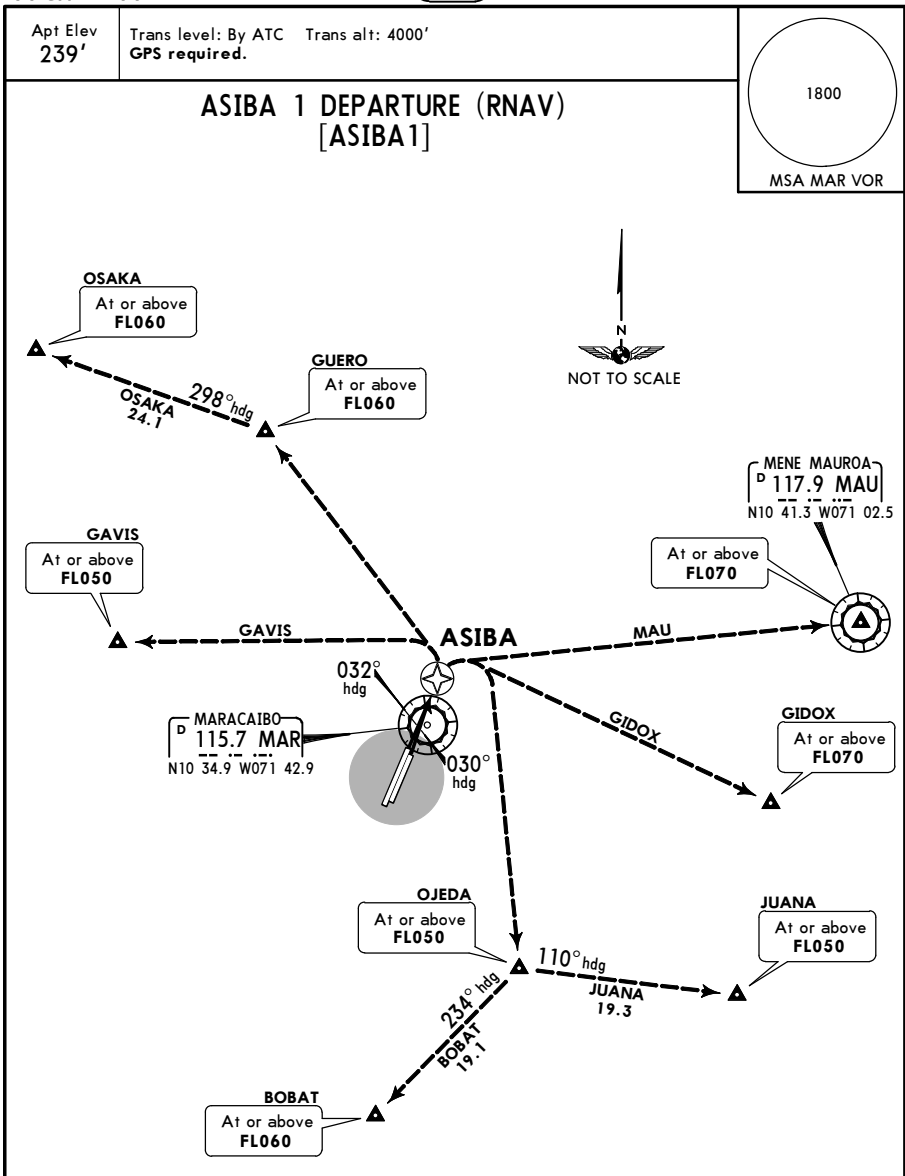 Apt Elev
239'
Trans level: By ATC Trans alt: 4000'
GPS required.
1800
MSA MAR VOR
ASIBA 1 DEPARTURE (RNAV)
[ASIBA1]
N
NOT TO SCALE
OSAKA
At or above
FL060
298° hdg
OSAKA
24.1
GUERO
At or above
FL060
MENE MAUROA
D 117.9 MAU
N10 41.3 W071 02.5
At or above
FL070
GAVIS
At or above
FL050
GAVIS
ASIBA
MAU
032°
hdg
MARACAIBO
D 115.7 MAR
N10 34.9 W071 42.9
030°
hdg
GIDOX
GIDOX
At or above
FL070
OJEDA
At or above
FL050
JUANA
At or above
FL050
110° hdg
JUANA
19.3
234° hdg
BOBAT
19.1
BOBAT
At or above
FL060